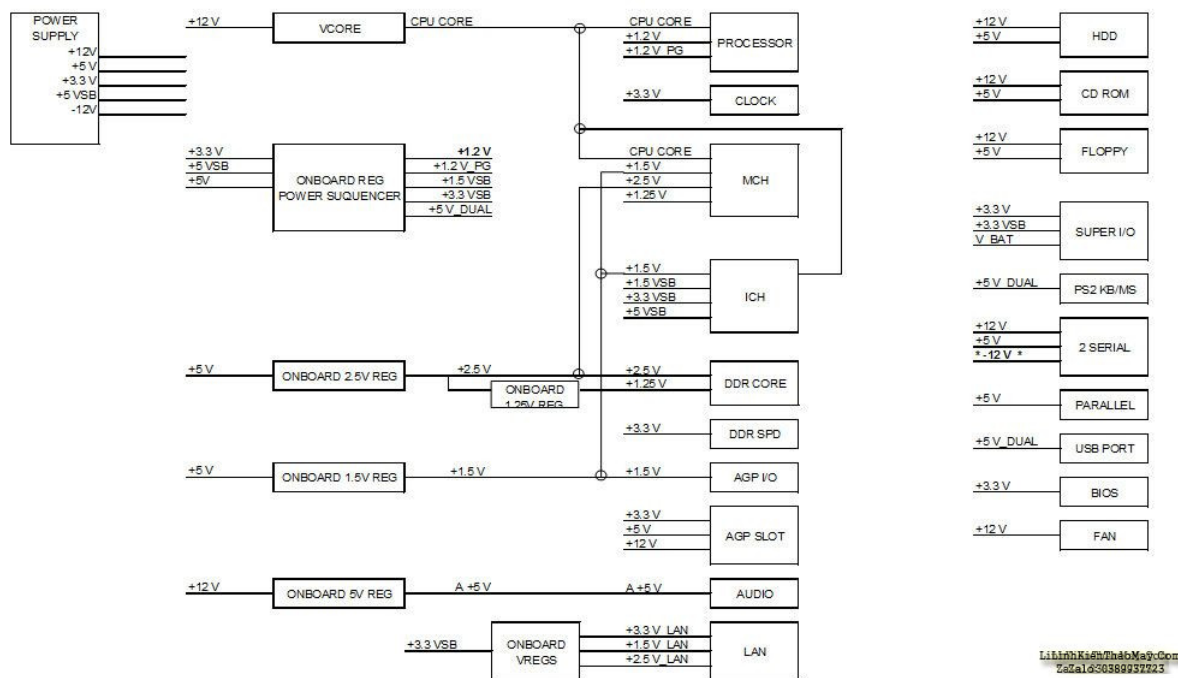 POWER
SUPPLY
+12V
+5 V
+3.3 V
+5 VSB
-12V
+12 V
VCORE
CPU CORE
CPU CORE
+1.2 V
+1.2 V_PG
PROCESSOR
+3.3 V
CLOCK
+3.3 V
+5 VSB
+5V
ONBOARD REG
POWER SUQUENCER
+1.2 V
+1.2 V_PG
+1.5 VSB
+3.3 VSB
+5 V_DUAL
CPU CORE
+1.5 V
+2.5 V
+1.25 V
MCH
+1.5 V
+1.5 VSB
+3.3 VSB
+5 VSB
ICH
+5 V
ONBOARD 2.5V REG
+2.5 V
ONBOARD
1.25V REG
+2.5 V
+1.25 V
DDR CORE
+3.3 V
DDR SPD
+5 V
ONBOARD 1.5V REG
+1.5 V
+1.5 V
AGP I/O
+3.3 V
+5 V
+12 V
AGP SLOT
+12 V
ONBOARD 5V REG
A +5 V
A +5 V
AUDIO
+3.3 VSB
ONBOARD
VREGS
+3.3 V_LAN
+1.5 V_LAN
+2.5 V_LAN
LAN
+12 V
+5 V
HDD
+12 V
+5 V
CD ROM
+12 V
+5 V
FLOPPY
+3.3 V
+3.3 VSB
V_BAT
SUPER I/O
+5 V_DUAL
PS2 KB/MS
+12 V
+5 V
* -12 V *
2 SERIAL
+5 V
PARALLEL
+5 V_DUAL
USB PORT
+3.3 V
BIOS
+12 V
FAN